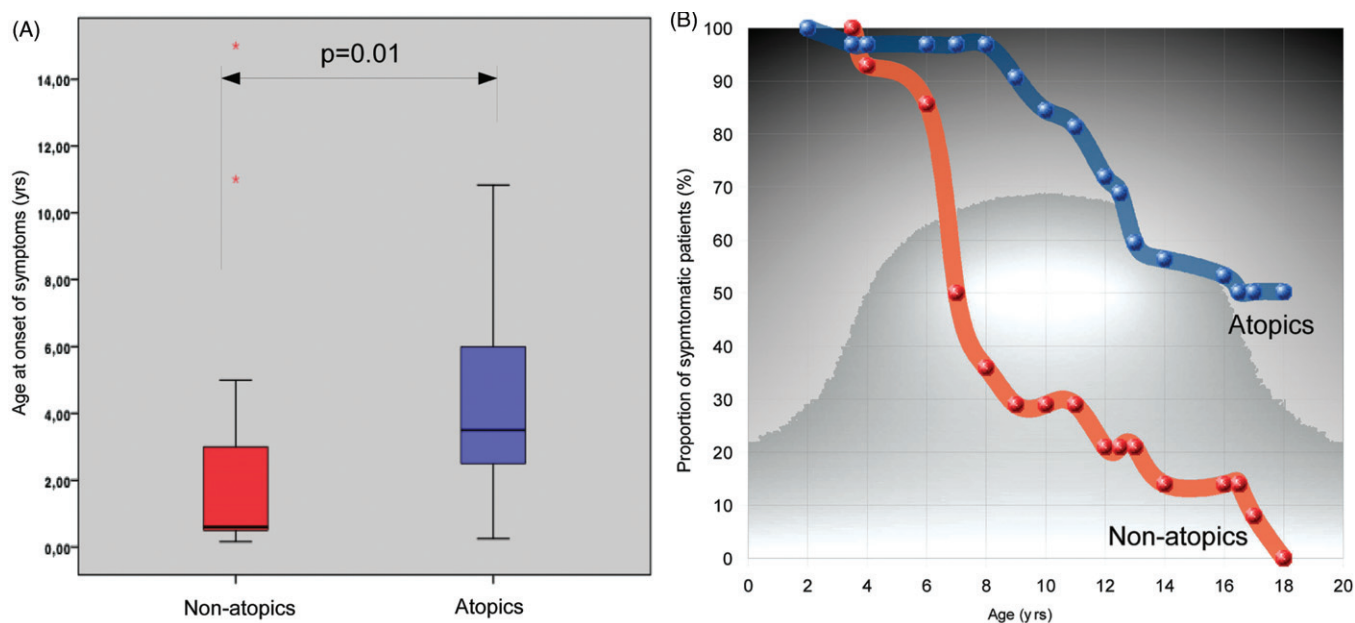 (A)
p=0.01
Age at onset of symptoms (yrs)
14,00
12,00
10,00
8,00
6,00
4,00
2,00
0,00
Non-atopics
Atopics
(B)
Proportion of sypmtomatic patients (%)
100
90
80
70
60
50
40
30
20
10
0
Atopics
Non-atopics
0 2 4 6 8 10 12 14 16 18 20
Age (yrs)